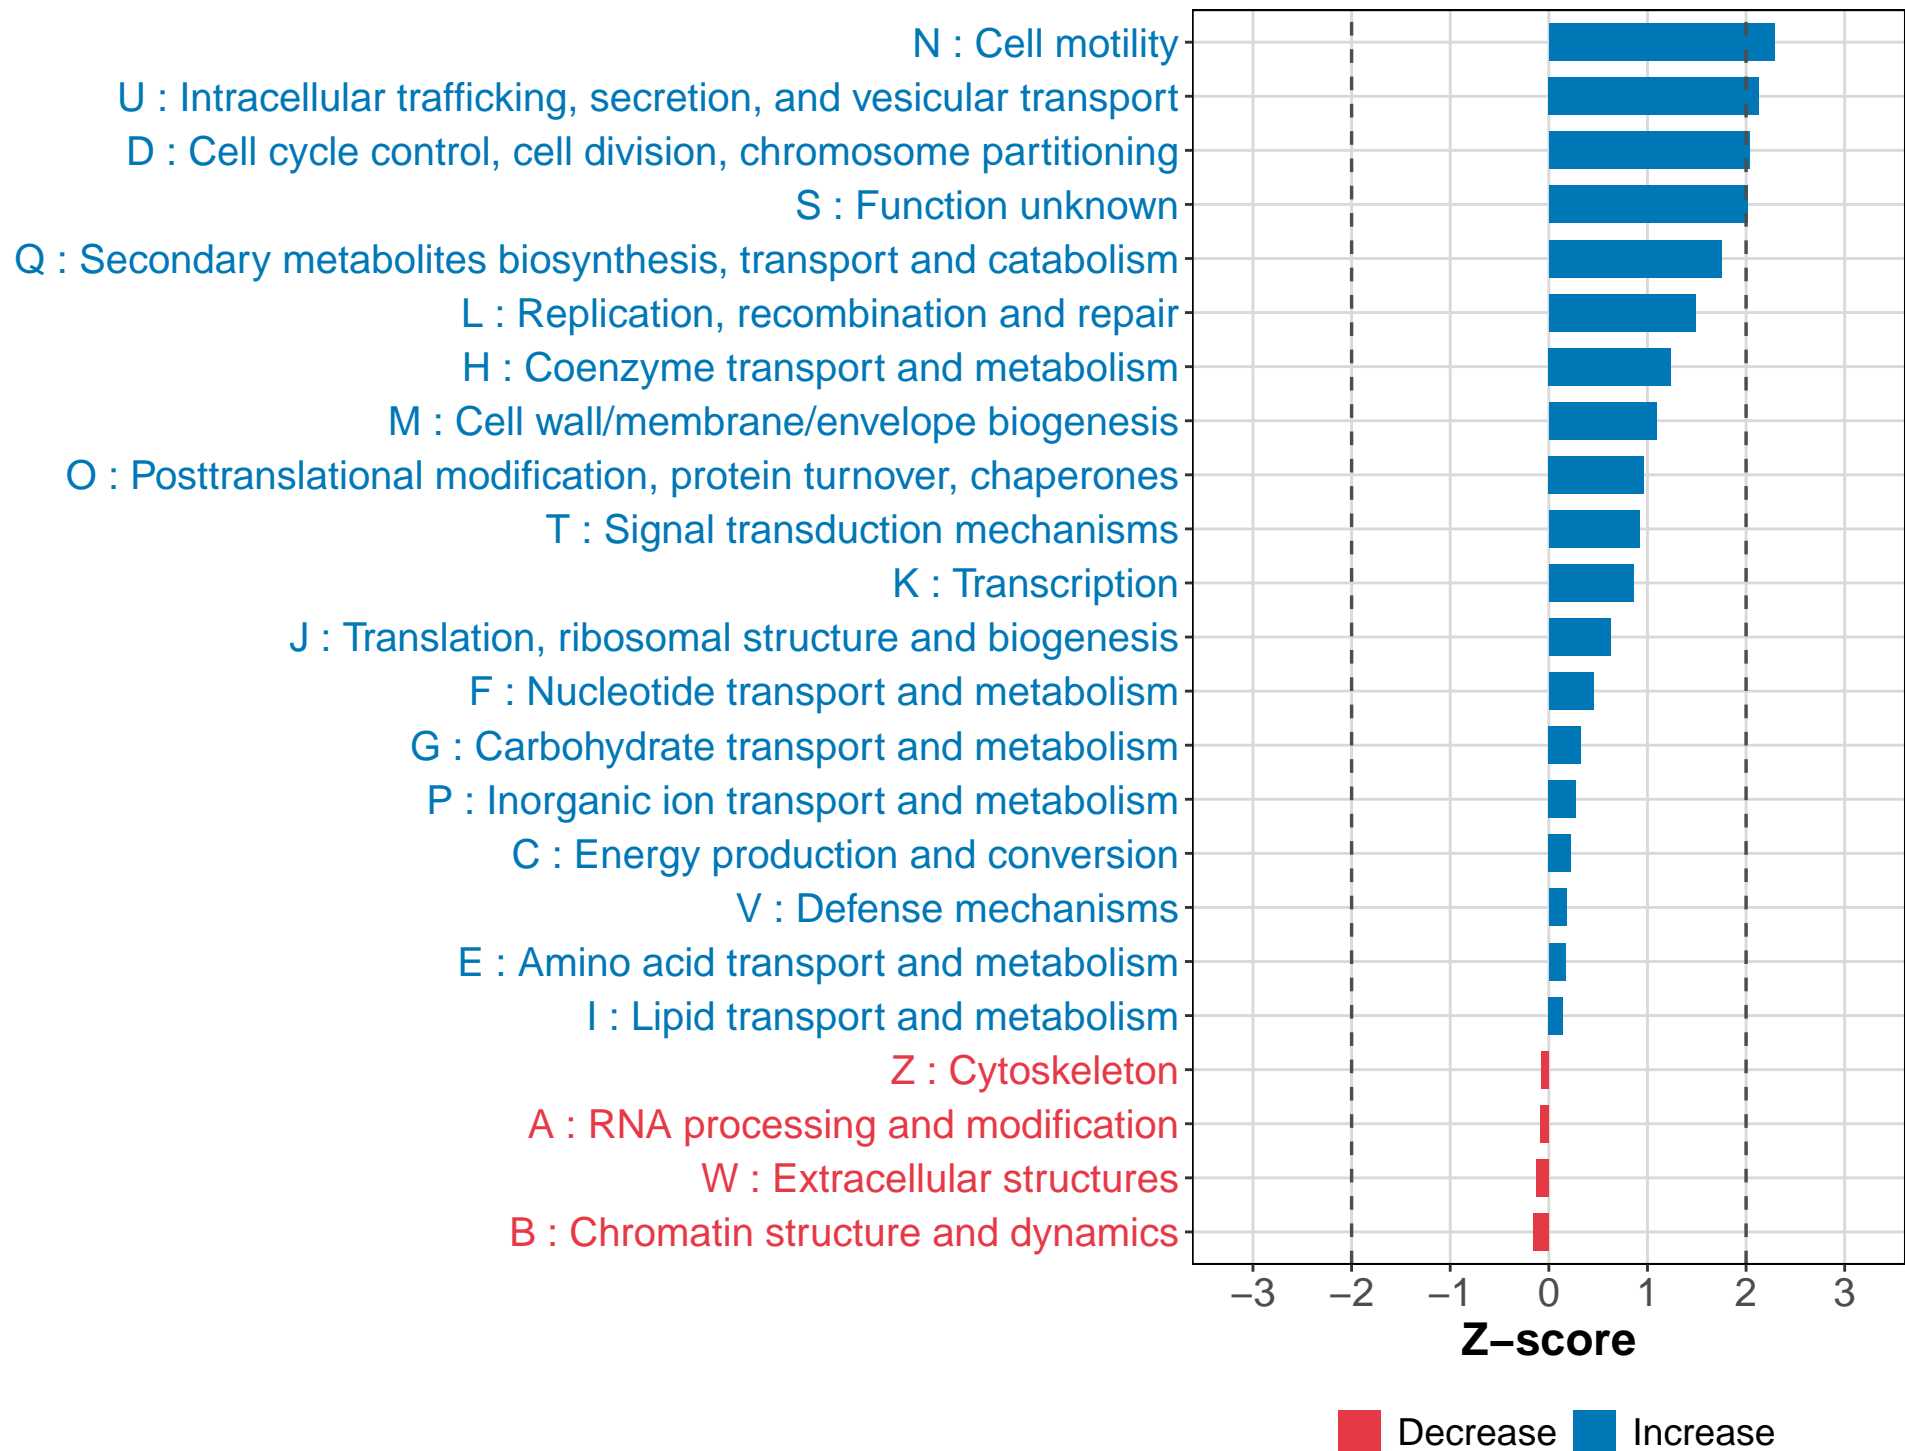 N : Cell motility
U : Intracellular trafficking, secretion, and vesicular transport
D : Cell cycle control, cell division, chromosome partitioning
S : Function unknown
Q : Secondary metabolites biosynthesis, transport and catabolism
L : Replication, recombination and repair
H : Coenzyme transport and metabolism
M : Cell wall/membrane/envelope biogenesis
O : Posttranslational modification, protein turnover, chaperones
T : Signal transduction mechanisms
K : Transcription
J : Translation, ribosomal structure and biogenesis
F : Nucleotide transport and metabolism
G : Carbohydrate transport and metabolism
P : Inorganic ion transport and metabolism
C : Energy production and conversion
V : Defense mechanisms
E : Amino acid transport and metabolism
I : Lipid transport and metabolism
Z : Cytoskeleton
A : RNA processing and modification
W : Extracellular structures
B : Chromatin structure and dynamics
−3 −2 −1 0 1 2 3
Z−score
Decrease Increase